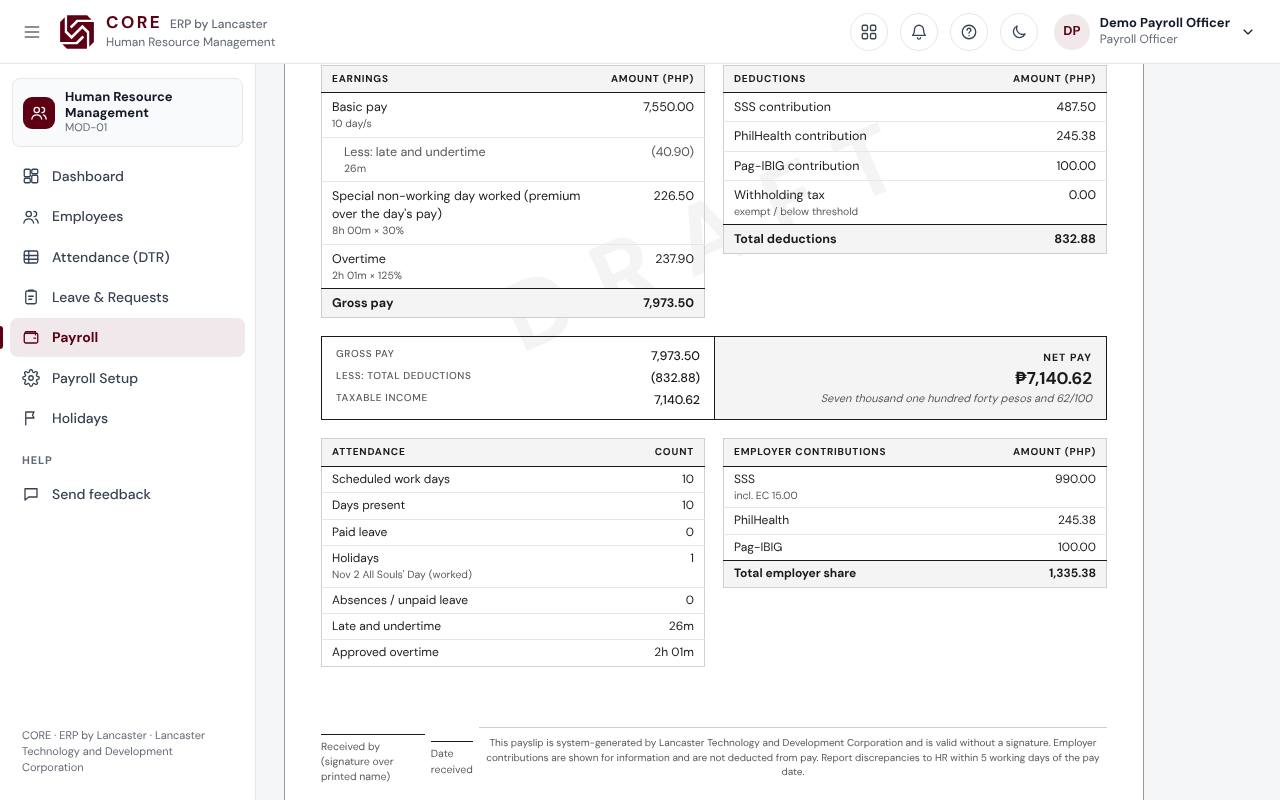 CORE ERP by Lancaster
Human Resource Management
DP
Demo Payroll Officer
Payroll Officer
Human Resource
Management
MOD-01
Dashboard
Employees
Attendance (DTR)
Leave & Requests
Payroll
Payroll Setup
Holidays
HELP
Send feedback
CORE · ERP by Lancaster · Lancaster
Technology and Development
Corporation
DRAFT
EARNINGS AMOUNT (PHP)
Basic pay 7,550.00
10 day/s
Less: late and undertime (40.90)
26m
Special non-working day worked (premium 226.50
over the day's pay)
8h 00m × 30%
Overtime 237.90
2h 01m × 125%
Gross pay 7,973.50
DEDUCTIONS AMOUNT (PHP)
SSS contribution 487.50
PhilHealth contribution 245.38
Pag-IBIG contribution 100.00
Withholding tax 0.00
exempt / below threshold
Total deductions 832.88
GROSS PAY 7,973.50
LESS: TOTAL DEDUCTIONS (832.88)
TAXABLE INCOME 7,140.62
NET PAY
₱7,140.62
Seven thousand one hundred forty pesos and 62/100
ATTENDANCE COUNT
Scheduled work days 10
Days present 10
Paid leave 0
Holidays 1
Nov 2 All Souls' Day (worked)
Absences / unpaid leave 0
Late and undertime 26m
Approved overtime 2h 01m
EMPLOYER CONTRIBUTIONS AMOUNT (PHP)
SSS 990.00
incl. EC 15.00
PhilHealth 245.38
Pag-IBIG 100.00
Total employer share 1,335.38
Received by
(signature over
printed name)
Date
received
This payslip is system-generated by Lancaster Technology and Development Corporation and is valid without a signature. Employer
contributions are shown for information and are not deducted from pay. Report discrepancies to HR within 5 working days of the pay
date.